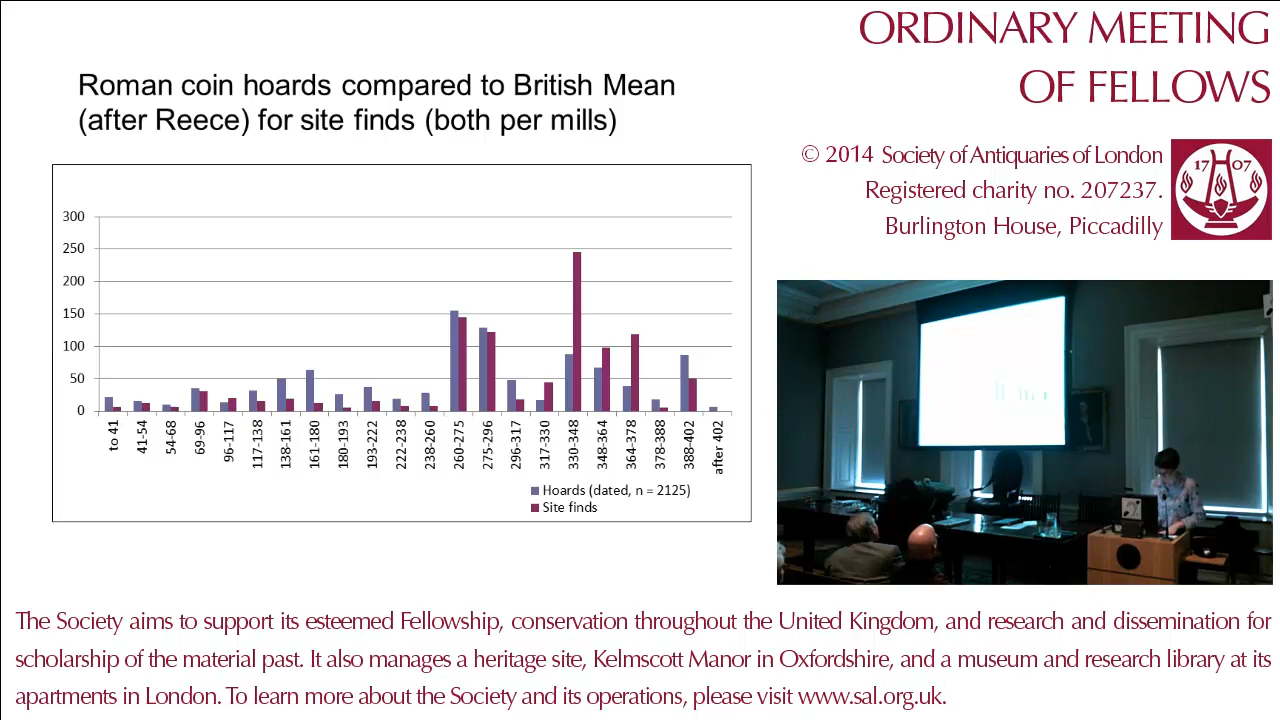 ORDINARY MEETING
OF FELLOWS
© 2014 Society of Antiquaries of London
Registered charity no. 207237.
Burlington House, Piccadilly
17 07
Roman coin hoards compared to British Mean
(after Reece) for site finds (both per mills)
300
250
200
150
100
50
0
to 41
41-54
54-68
69-96
96-117
117-138
138-161
161-180
180-193
193-222
222-238
238-260
260-275
275-296
296-317
317-330
330-348
348-364
364-378
378-388
388-402
after 402
Hoards (dated, n = 2125)
Site finds
The Society aims to support its esteemed Fellowship, conservation throughout the United Kingdom, and research and dissemination for
scholarship of the material past. It also manages a heritage site, Kelmscott Manor in Oxfordshire, and a museum and research library at its
apartments in London. To learn more about the Society and its operations, please visit www.sal.org.uk.